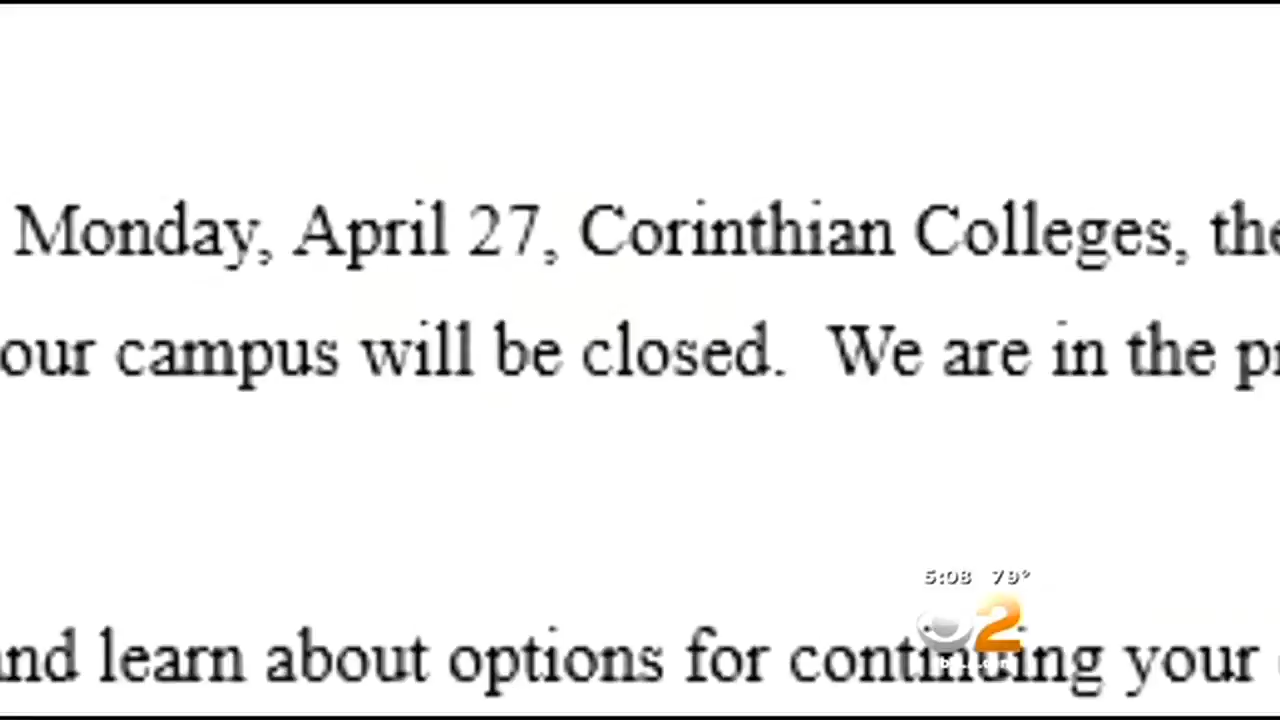 Monday, April 27, Corinthian Colleges, the
our campus will be closed. We are in the
5:08 79°
2
learn about options for continuing your